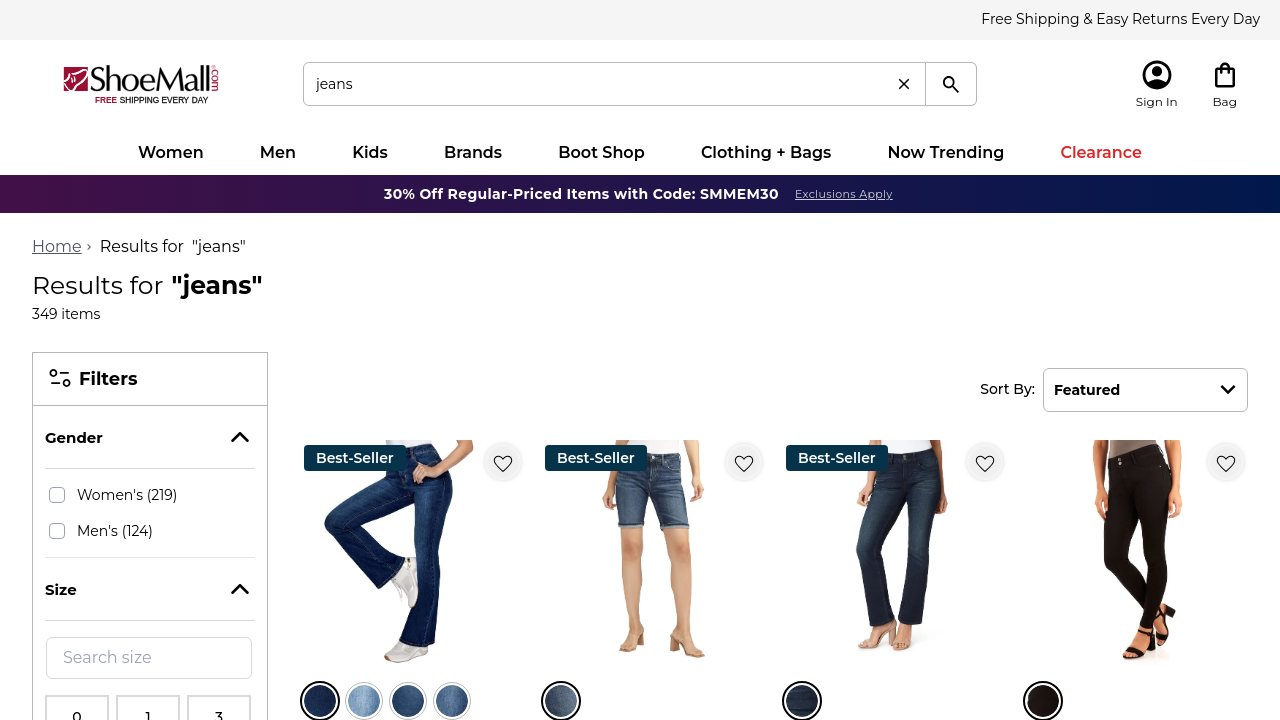 Free Shipping & Easy Returns Every Day
ShoeMall.com
FREE SHIPPING EVERY DAY
jeans
Sign In
Bag
Women
Men
Kids
Brands
Boot Shop
Clothing + Bags
Now Trending
Clearance
30% Off Regular-Priced Items with Code: SMMEM30 Exclusions Apply
Home › Results for "jeans"
Results for "jeans"
349 items
Filters
Sort By: Featured
Gender
Women's (219)
Men's (124)
Size
Search size
0
1
3
Best-Seller
Best-Seller
Best-Seller